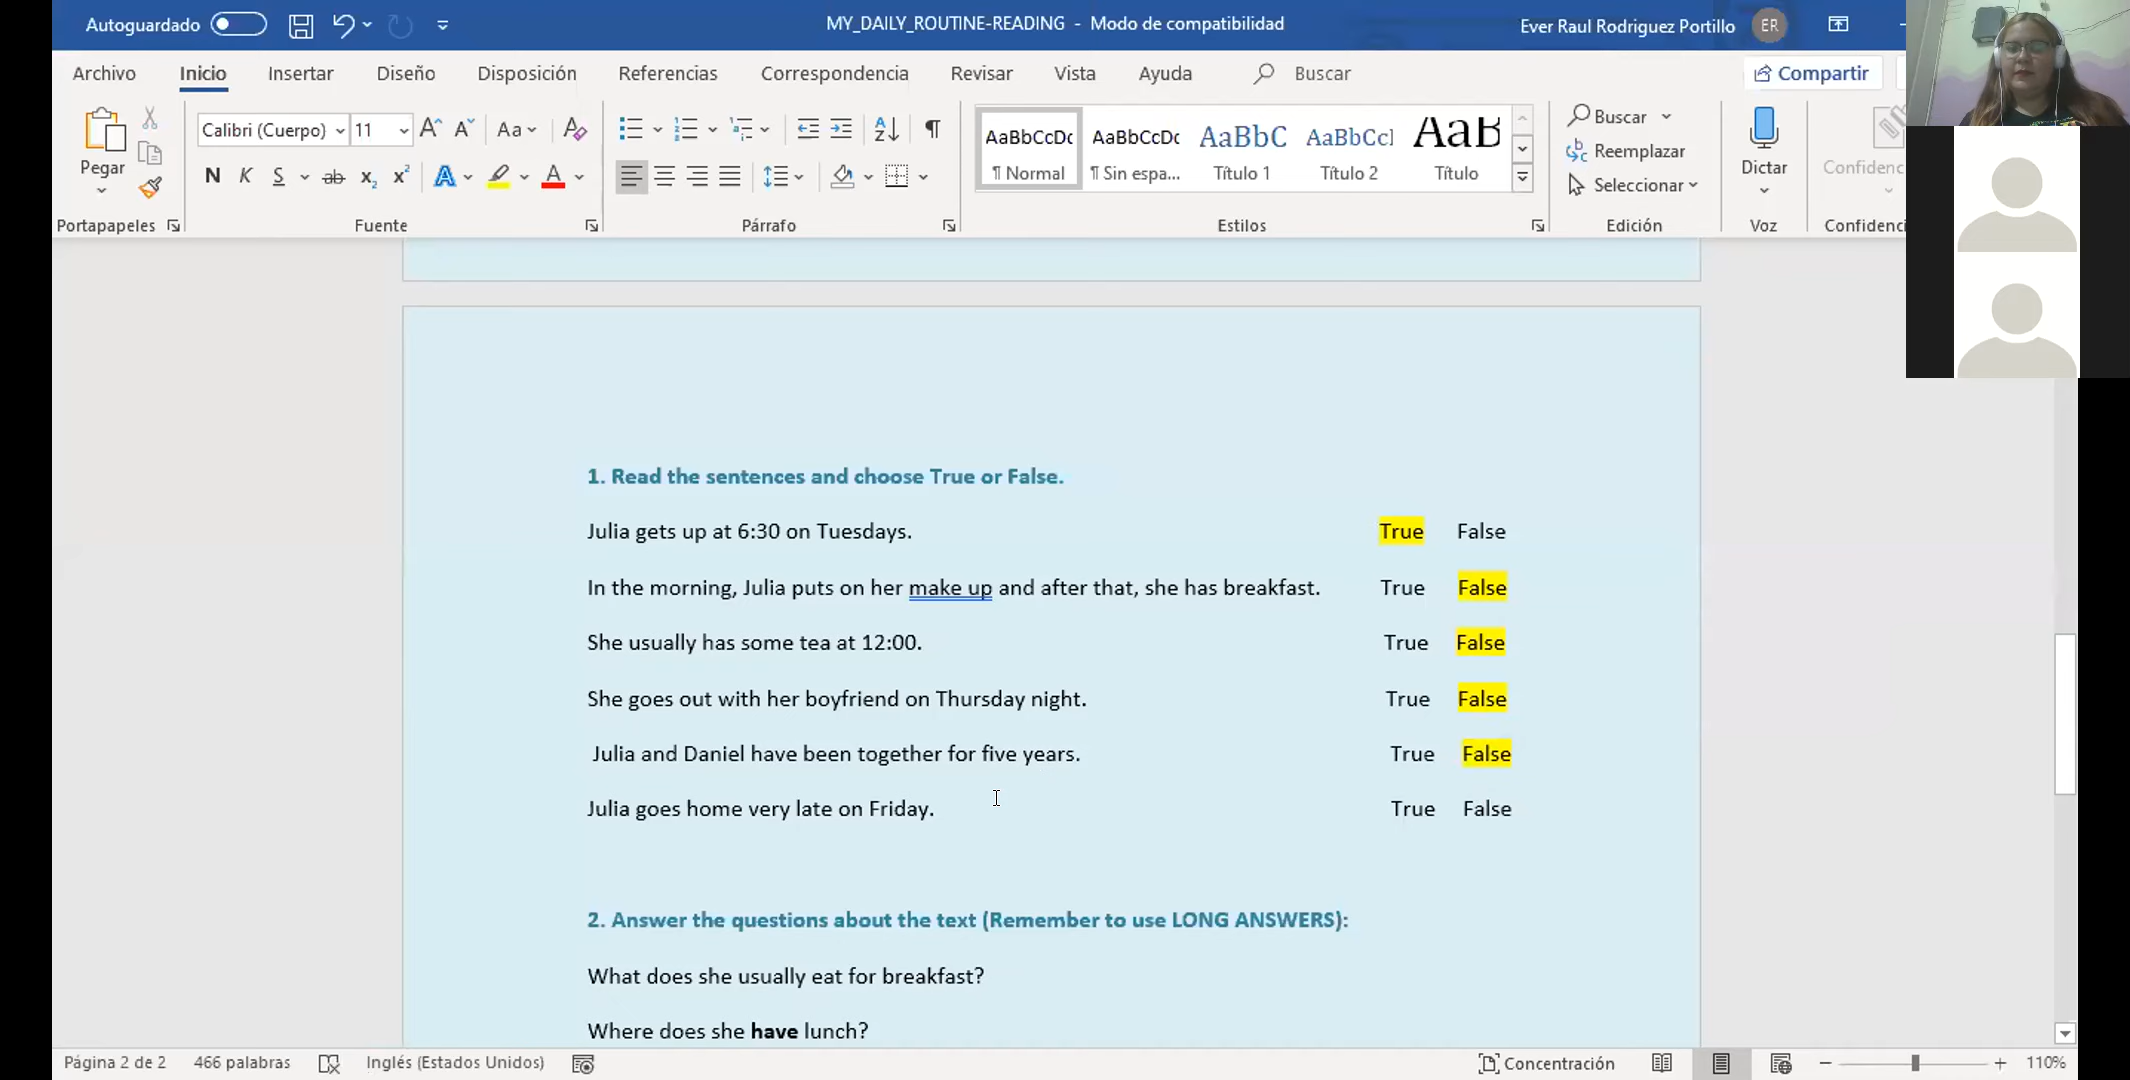 Autoguardado
MY_DAILY_ROUTINE-READING - Modo de compatibilidad
Ever Raul Rodriguez Portillo ER
Archivo Inicio Insertar Diseño Disposición Referencias Correspondencia Revisar Vista Ayuda Buscar Compartir
Pegar
Portapapeles
Calibri (Cuerpo) 11 A A Aa A
N K S ab x₂ x² A A
Fuente
Párrafo
AaBbCcDc AaBbCcDc AaBbC AaBbCcI AaB
¶ Normal ¶ Sin espa... Título 1 Título 2 Título
Estilos
Buscar
Reemplazar
Seleccionar
Edición
Dictar
Voz
Confidenc
Confidenci
1. Read the sentences and choose True or False.
Julia gets up at 6:30 on Tuesdays. True False
In the morning, Julia puts on her make up and after that, she has breakfast. True False
She usually has some tea at 12:00. True False
She goes out with her boyfriend on Thursday night. True False
Julia and Daniel have been together for five years. True False
Julia goes home very late on Friday. True False
2. Answer the questions about the text (Remember to use LONG ANSWERS):
What does she usually eat for breakfast?
Where does she have lunch?
Página 2 de 2 466 palabras Inglés (Estados Unidos) Concentración 110%